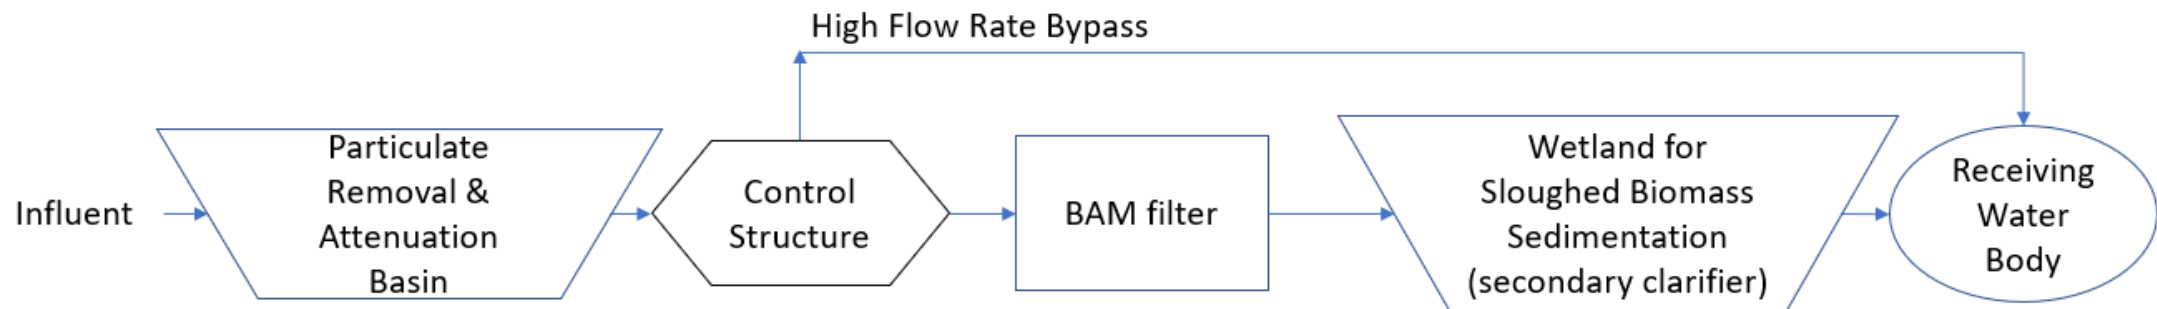 High Flow Rate Bypass
Influent
Particulate
Removal &
Attenuation
Basin
Control
Structure
BAM filter
Wetland for
Sloughed Biomass
Sedimentation
(secondary clarifier)
Receiving
Water
Body